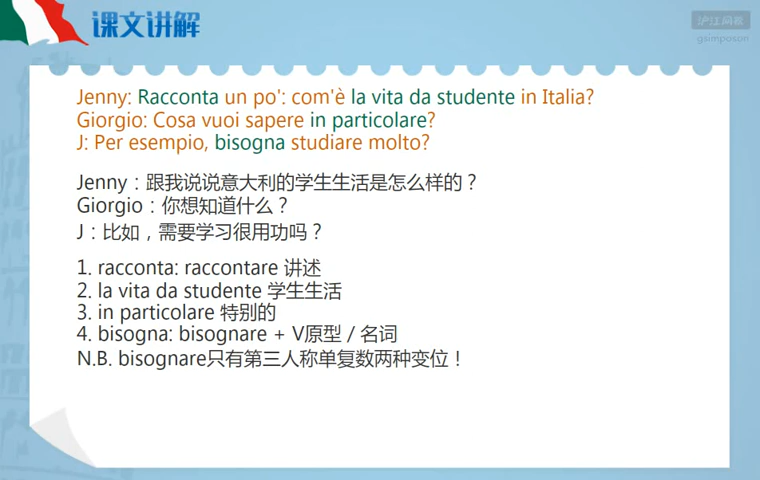 课文讲解
沪江网校
gsimposon
Jenny: Racconta un po': com'è la vita da studente in Italia?
Giorgio: Cosa vuoi sapere in particolare?
J: Per esempio, bisogna studiare molto?
Jenny：跟我说说意大利的学生生活是怎么样的？
Giorgio：你想知道什么？
J：比如，需要学习很用功吗？
1. racconta: raccontare 讲述
2. la vita da studente 学生生活
3. in particolare 特别的
4. bisogna: bisognare + V原型 / 名词
N.B. bisognare只有第三人称单复数两种变位！